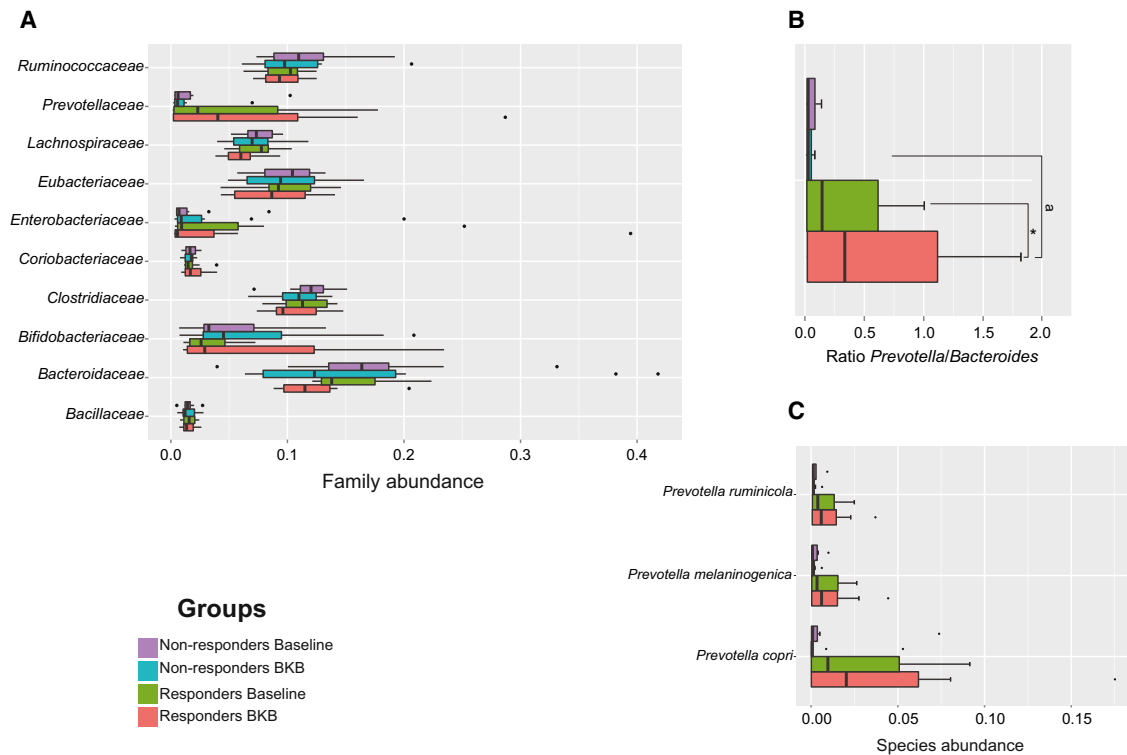 A
Ruminococcaceae
Prevotellaceae
Lachnospiraceae
Eubacteriaceae
Enterobacteriaceae
Coriobacteriaceae
Clostridiaceae
Bifidobacteriaceae
Bacteroidaceae
Bacillaceae
0.0 0.1 0.2 0.3 0.4
Family abundance
B
a
*
0.0 0.5 1.0 1.5 2.0
Ratio Prevotella/Bacteroides
C
Prevotella ruminicola
Prevotella melaninogenica
Prevotella copri
0.00 0.05 0.10 0.15
Species abundance
Groups
Non-responders Baseline
Non-responders BKB
Responders Baseline
Responders BKB